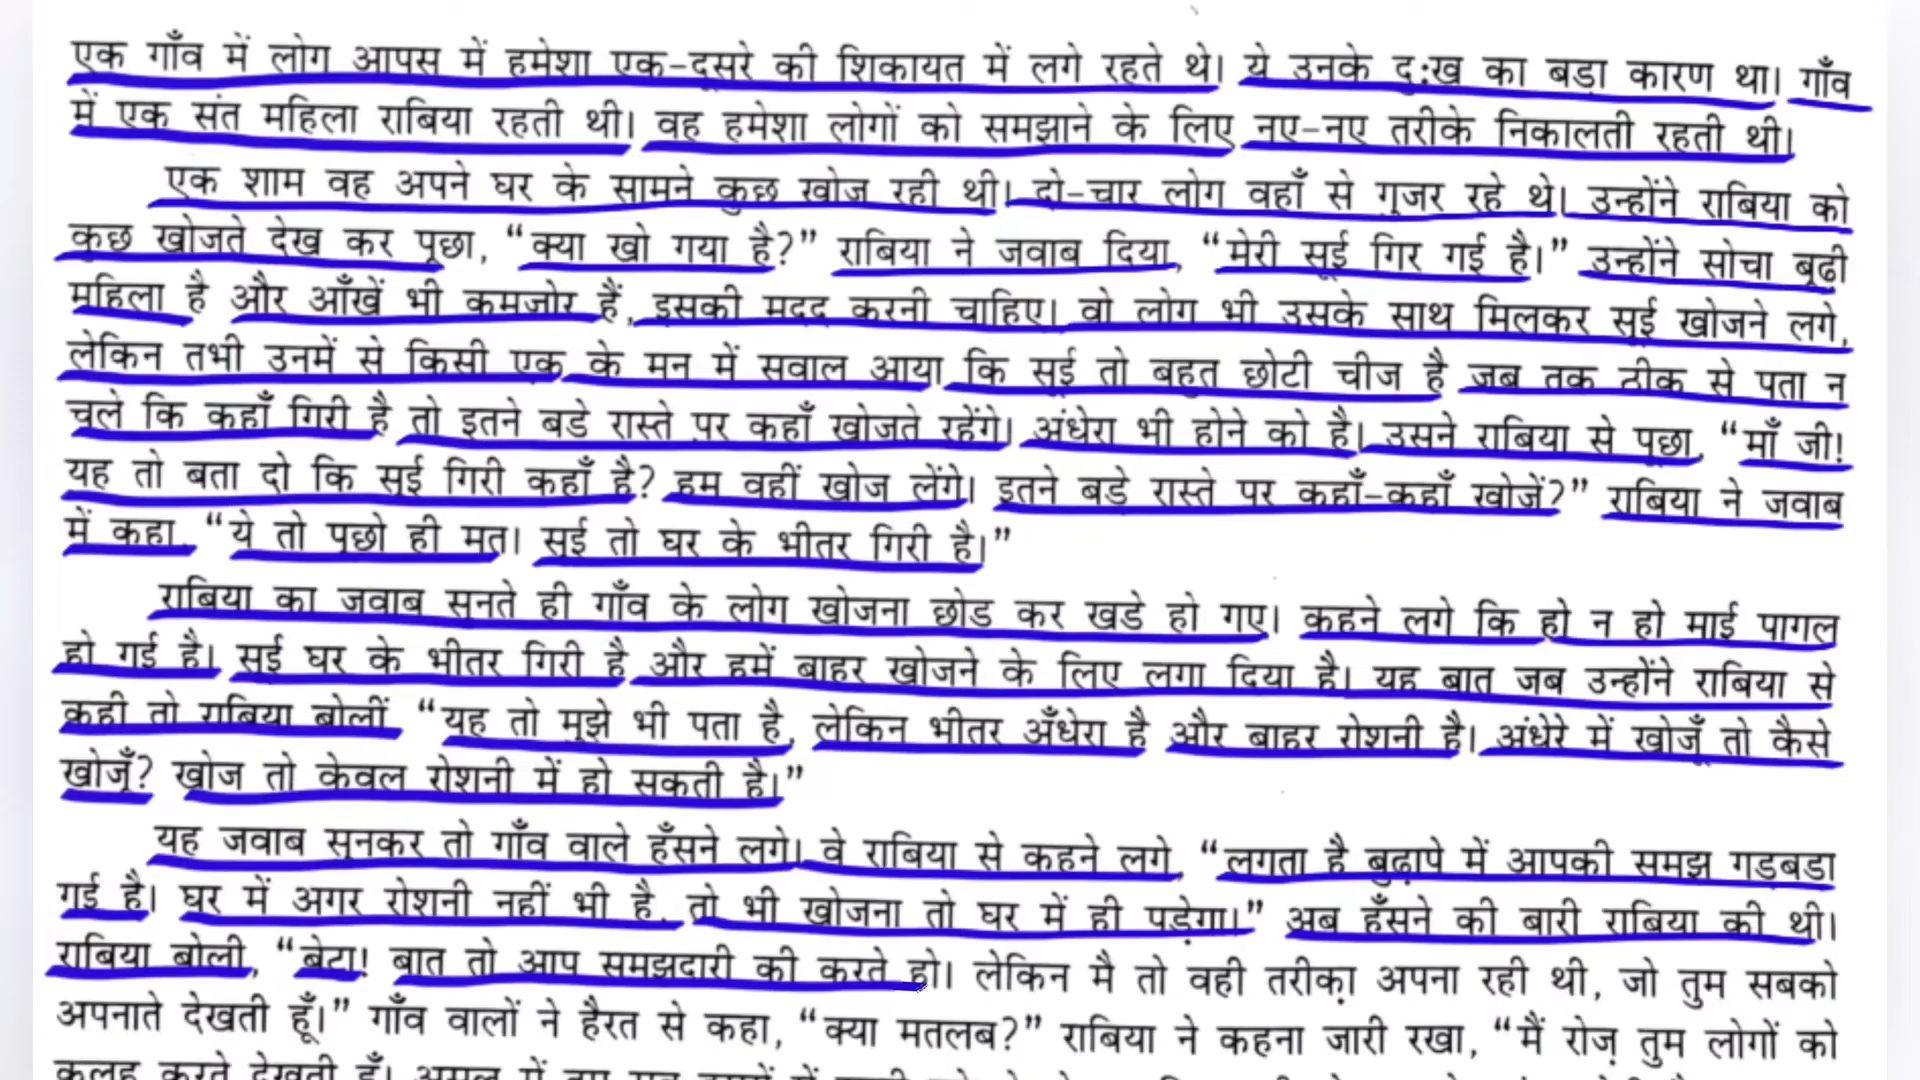 एक गाँव में लोग आपस में हमेशा एक-दूसरे की शिकायत में लगे रहते थे। ये उनके दुःख का बड़ा कारण था। गाँव
में एक संत महिला राबिया रहती थी। वह हमेशा लोगों को समझाने के लिए नए-नए तरीके निकालती रहती थी।
एक शाम वह अपने घर के सामने कुछ खोज रही थी। दो-चार लोग वहाँ से गुजर रहे थे। उन्होंने राबिया को
कुछ खोजते देख कर पूछा, “क्या खो गया है?” राबिया ने जवाब दिया, “मेरी सूई गिर गई है।” उन्होंने सोचा बूढ़ी
महिला है और आँखें भी कमजोर हैं, इसकी मदद करनी चाहिए। वो लोग भी उसके साथ मिलकर सूई खोजने लगे,
लेकिन तभी उनमें से किसी एक के मन में सवाल आया कि सूई तो बहुत छोटी चीज है जब तक ठीक से पता न
चले कि कहाँ गिरी है तो इतने बड़े रास्ते पर कहाँ खोजते रहेंगे। अंधेरा भी होने को है। उसने राबिया से पूछा, “माँ जी!
यह तो बता दो कि सूई गिरी कहाँ है? हम वहीं खोज लेंगे। इतने बड़े रास्ते पर कहाँ-कहाँ खोजें?” राबिया ने जवाब
में कहा, “ये तो पूछो ही मत। सूई तो घर के भीतर गिरी है।”
राबिया का जवाब सुनते ही गाँव के लोग खोजना छोड़ कर खड़े हो गए। कहने लगे कि हो न हो माई पागल
हो गई है। सूई घर के भीतर गिरी है और हमें बाहर खोजने के लिए लगा दिया है। यह बात जब उन्होंने राबिया से
कही तो राबिया बोलीं “यह तो मुझे भी पता है, लेकिन भीतर अँधेरा है और बाहर रोशनी है। अंधेरे में खोजूँ तो कैसे
खोजूँ? खोज तो केवल रोशनी में हो सकती है।”
यह जवाब सुनकर तो गाँव वाले हँसने लगे। वे राबिया से कहने लगे, “लगता है बुढ़ापे में आपकी समझ गड़बड़ा
गई है। घर में अगर रोशनी नहीं भी है, तो भी खोजना तो घर में ही पड़ेगा।” अब हँसने की बारी राबिया की थी।
राबिया बोली, “बेटा! बात तो आप समझदारी की करते हो। लेकिन मै तो वही तरीक़ा अपना रही थी, जो तुम सबको
अपनाते देखती हूँ।” गाँव वालों ने हैरत से कहा, “क्या मतलब?” राबिया ने कहना जारी रखा, “मैं रोज़ तुम लोगों को
कलह करते देखती हूँ। असल में तुम सब